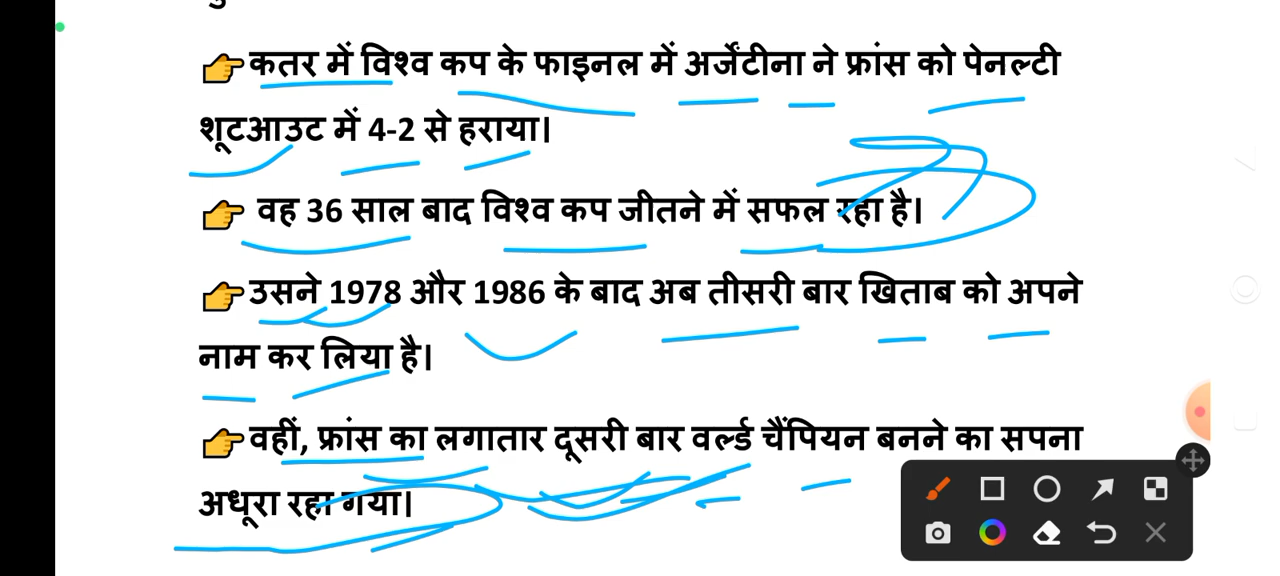 👉कतर में विश्व कप के फाइनल में अर्जेंटीना ने फ्रांस को पेनल्टी
शूटआउट में 4-2 से हराया।
👉 वह 36 साल बाद विश्व कप जीतने में सफल रहा है।
👉उसने 1978 और 1986 के बाद अब तीसरी बार खिताब को अपने
नाम कर लिया है।
👉वहीं, फ्रांस का लगातार दूसरी बार वर्ल्ड चैंपियन बनने का सपना
अधूरा रहा गया।